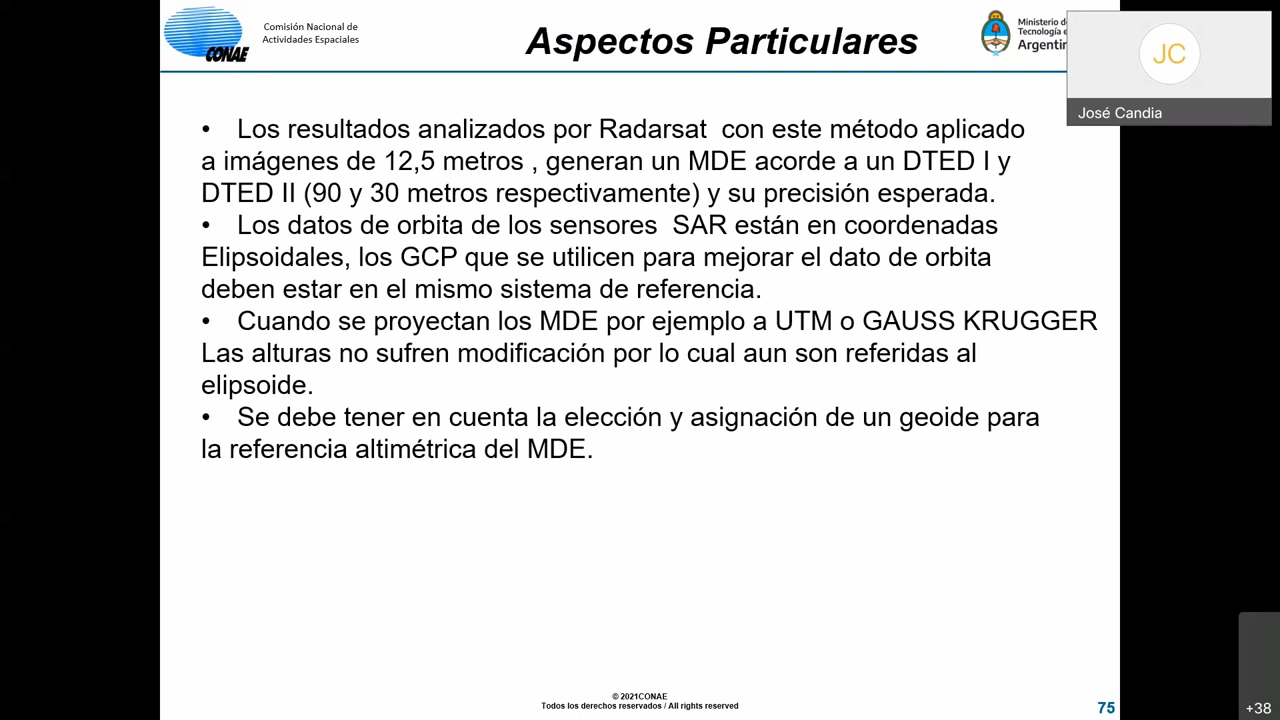 Comisión Nacional de
Actividades Espaciales
CONAE
Aspectos Particulares
Ministerio de
Tecnología e
Argentin
JC
José Candia
• Los resultados analizados por Radarsat con este método aplicado
a imágenes de 12,5 metros , generan un MDE acorde a un DTED I y
DTED II (90 y 30 metros respectivamente) y su precisión esperada.
• Los datos de orbita de los sensores SAR están en coordenadas
Elipsoidales, los GCP que se utilicen para mejorar el dato de orbita
deben estar en el mismo sistema de referencia.
• Cuando se proyectan los MDE por ejemplo a UTM o GAUSS KRUGGER
Las alturas no sufren modificación por lo cual aun son referidas al
elipsoide.
• Se debe tener en cuenta la elección y asignación de un geoide para
la referencia altimétrica del MDE.
© 2021CONAE
Todos los derechos reservados / All rights reserved
75
+38